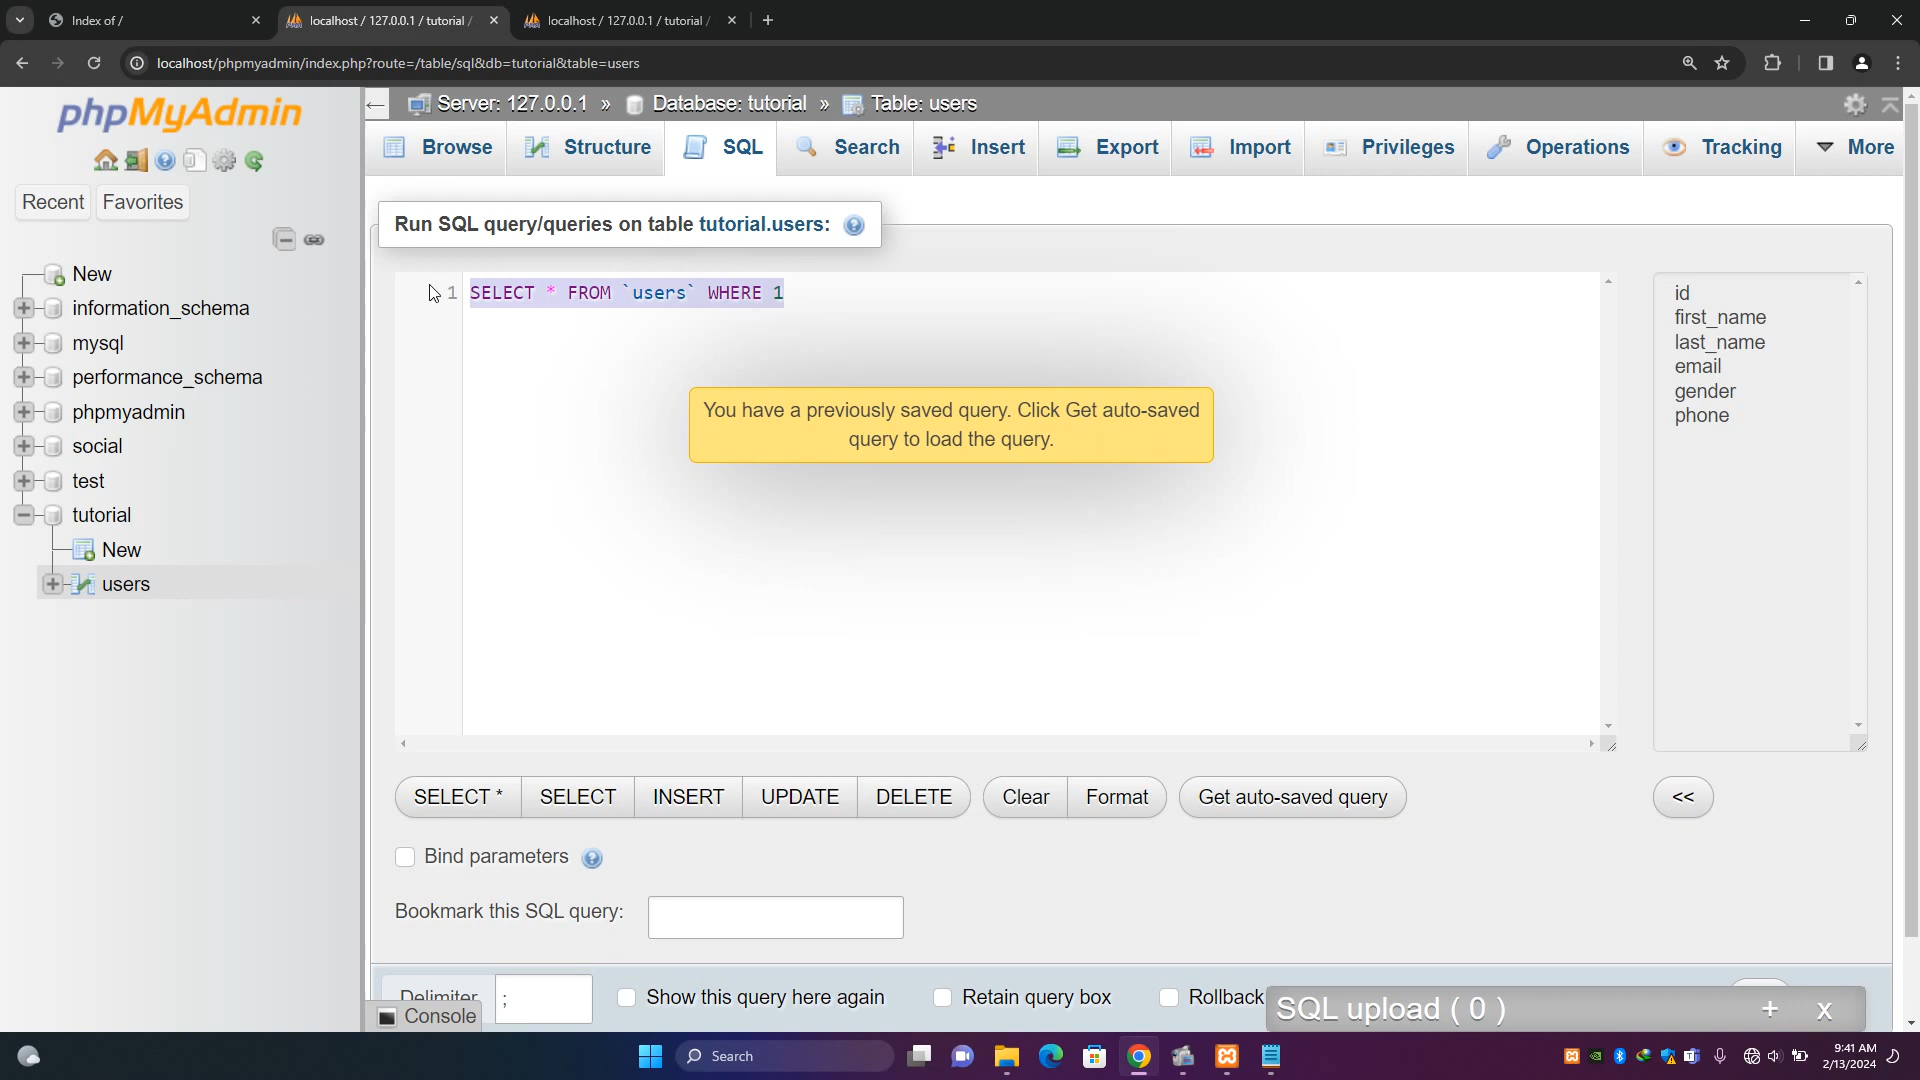 Index of /
localhost / 127.0.0.1 / tutorial /
localhost / 127.0.0.1 / tutorial /
localhost/phpmyadmin/index.php?route=/table/sql&db=tutorial&table=users
phpMyAdmin
Recent
Favorites
New
information_schema
mysql
performance_schema
phpmyadmin
social
test
tutorial
New
users
Server: 127.0.0.1 » Database: tutorial » Table: users
Browse
Structure
SQL
Search
Insert
Export
Import
Privileges
Operations
Tracking
More
Run SQL query/queries on table tutorial.users:
1 SELECT * FROM `users` WHERE 1
You have a previously saved query. Click Get auto-saved
query to load the query.
id
first_name
last_name
email
gender
phone
SELECT *
SELECT
INSERT
UPDATE
DELETE
Clear
Format
Get auto-saved query
<<
Bind parameters
Bookmark this SQL query:
Delimiter ;
Show this query here again
Retain query box
Rollback
SQL upload ( 0 ) + x
Console
Search
9:41 AM
2/13/2024